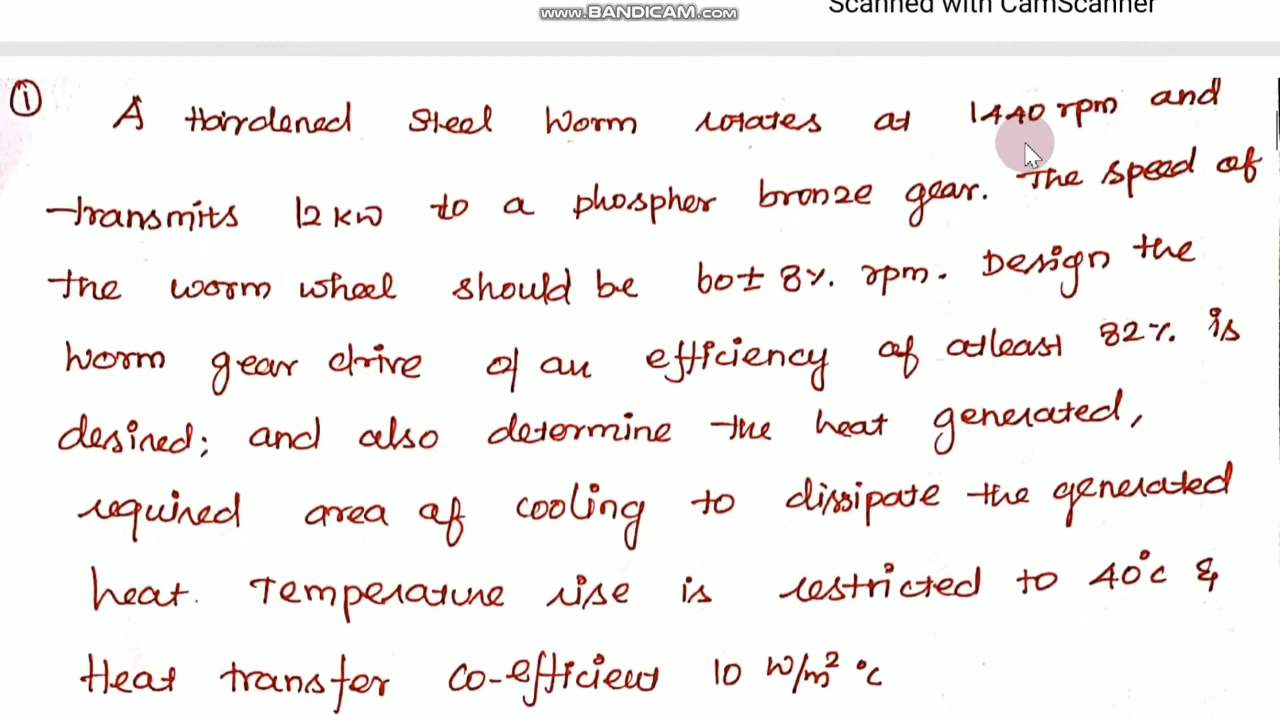 Scanned with CamScanner
www.BANDICAM.com
① A Hardened Steel Worm rotates at 1440 rpm and
transmits 12 kW to a phospher bronze gear. The speed of
the worm wheel should be 60 ± 3%. rpm. Design the
worm gear drive of an efficiency of atleast 82%. is
desired; and also determine the heat generated,
required area of cooling to dissipate the generated
heat. Temperature rise is restricted to 40°C &
Heat transfer co-efficient 10 W/m² °C